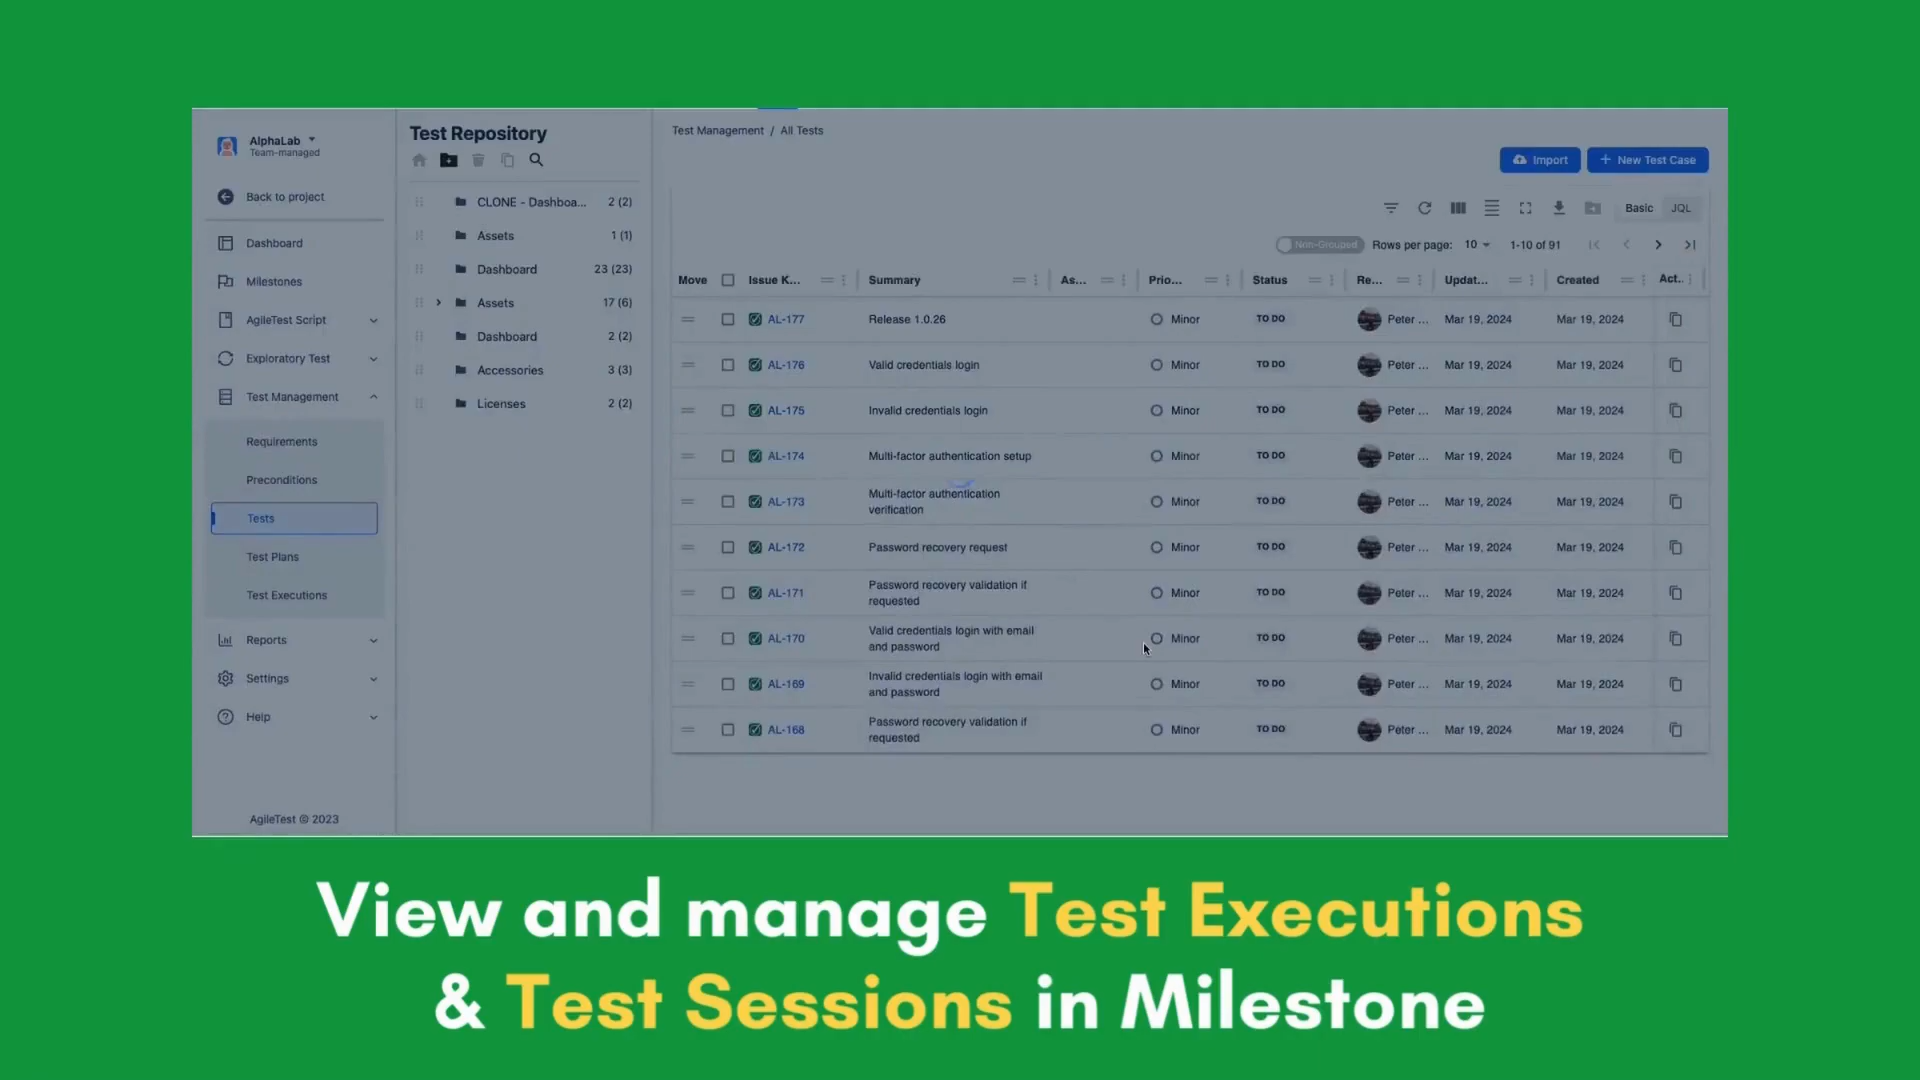 AlphaLab
Team-managed
Back to project
Dashboard
Milestones
AgileTest Script
Exploratory Test
Test Management
Requirements
Preconditions
Tests
Test Plans
Test Executions
Reports
Settings
Help
AgileTest © 2023
Test Repository
CLONE - Dashboa... 2 (2)
Assets 1 (1)
Dashboard 23 (23)
Assets 17 (6)
Dashboard 2 (2)
Accessories 3 (3)
Licenses 2 (2)
Test Management / All Tests
Import + New Test Case
Basic JQL
Non-Grouped Rows per page: 10 1-10 of 91
Move Issue K... Summary As... Prio... Status Re... Updat... Created Act..
AL-177 Release 1.0.26 Minor TO DO Peter ... Mar 19, 2024 Mar 19, 2024
AL-176 Valid credentials login Minor TO DO Peter ... Mar 19, 2024 Mar 19, 2024
AL-175 Invalid credentials login Minor TO DO Peter ... Mar 19, 2024 Mar 19, 2024
AL-174 Multi-factor authentication setup Minor TO DO Peter ... Mar 19, 2024 Mar 19, 2024
AL-173 Multi-factor authentication
verification Minor TO DO Peter ... Mar 19, 2024 Mar 19, 2024
AL-172 Password recovery request Minor TO DO Peter ... Mar 19, 2024 Mar 19, 2024
AL-171 Password recovery validation if
requested Minor TO DO Peter ... Mar 19, 2024 Mar 19, 2024
AL-170 Valid credentials login with email
and password Minor TO DO Peter ... Mar 19, 2024 Mar 19, 2024
AL-169 Invalid credentials login with email
and password Minor TO DO Peter ... Mar 19, 2024 Mar 19, 2024
AL-168 Password recovery validation if
requested Minor TO DO Peter ... Mar 19, 2024 Mar 19, 2024
View and manage Test Executions
& Test Sessions in Milestone